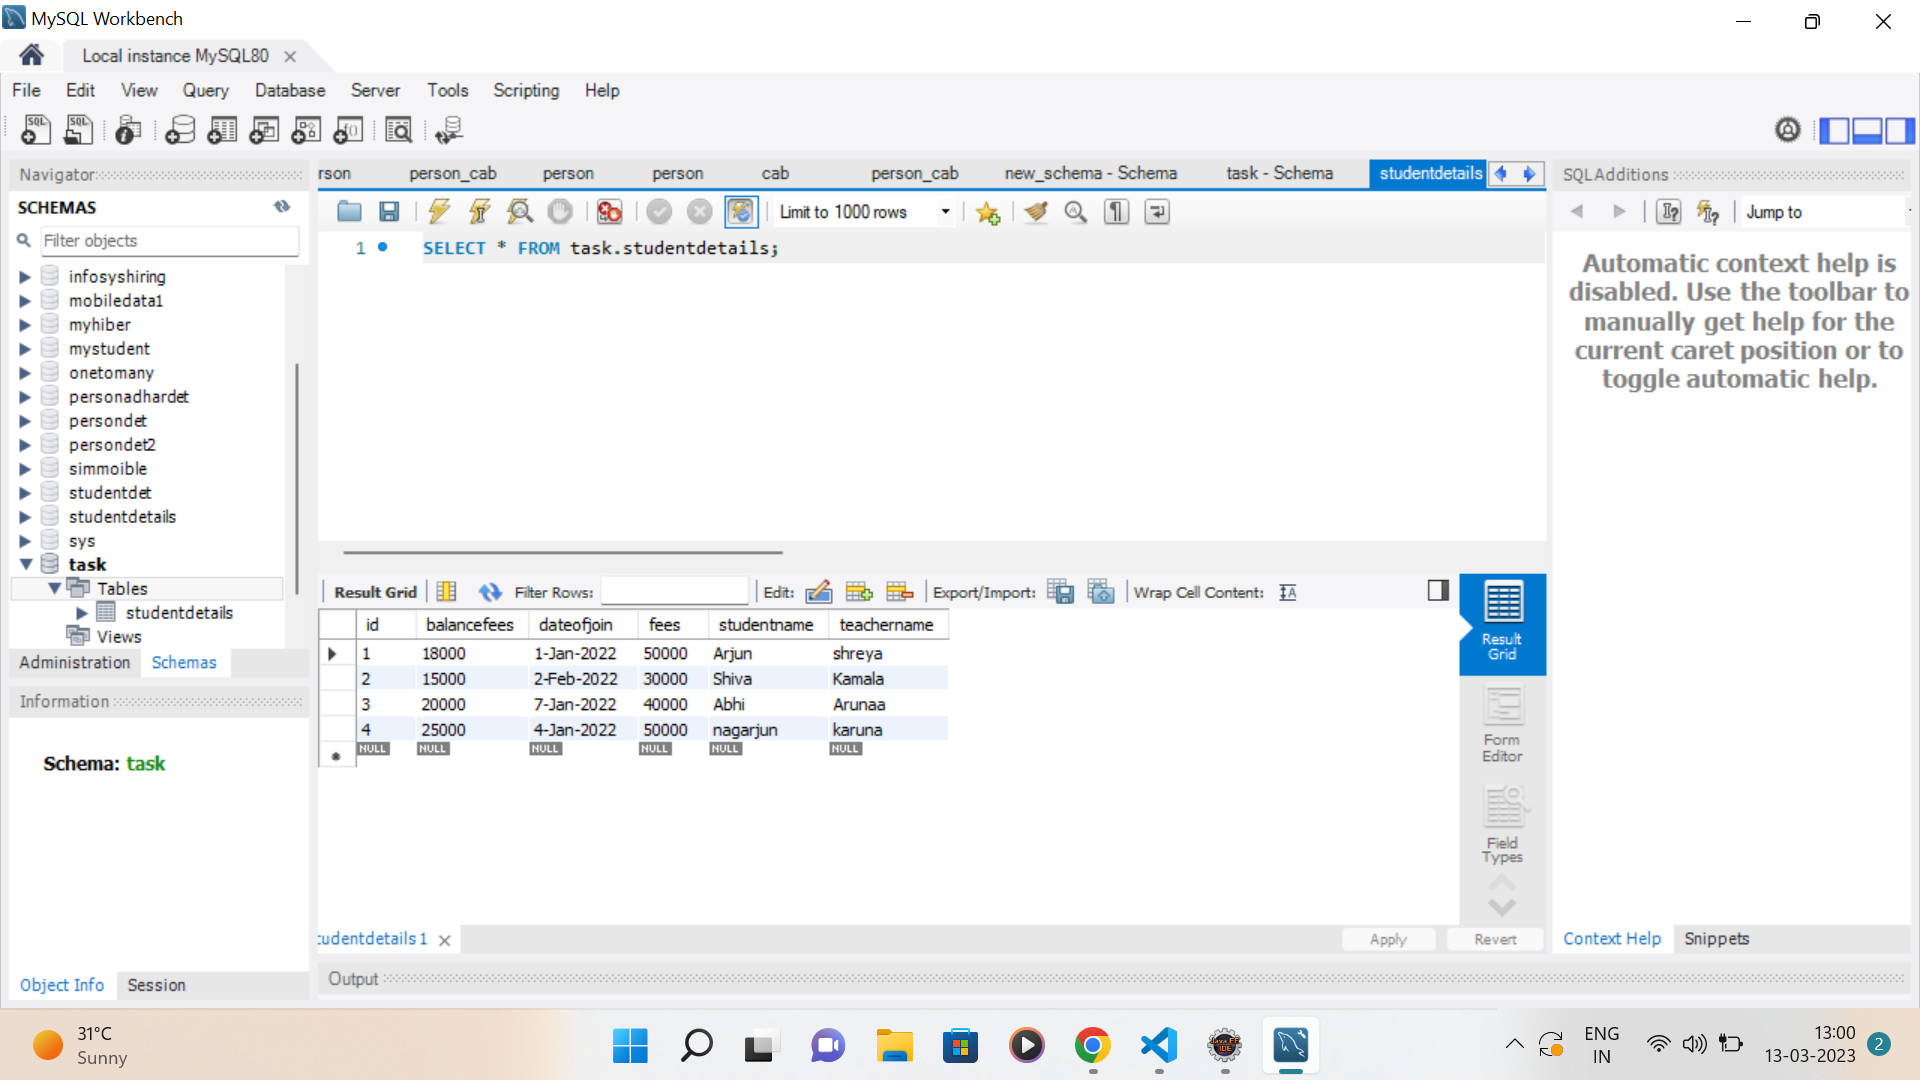 MySQL Workbench
Local instance MySQL80
File Edit View Query Database Server Tools Scripting Help
Navigator
SCHEMAS
Filter objects
infosyshiring
mobiledata1
myhiber
mystudent
onetomany
personadhardet
persondet
persondet2
simmoible
studentdet
studentdetails
sys
task
Tables
studentdetails
Views
Administration Schemas
Information
Schema: task
Object Info Session
rson person_cab person person cab person_cab new_schema - Schema task - Schema studentdetails
Limit to 1000 rows
1 SELECT * FROM task.studentdetails;
Result Grid Filter Rows: Edit: Export/Import: Wrap Cell Content:
id balancefees dateofjoin fees studentname teachername
1 18000 1-Jan-2022 50000 Arjun shreya
2 15000 2-Feb-2022 30000 Shiva Kamala
3 20000 7-Jan-2022 40000 Abhi Arunaa
4 25000 4-Jan-2022 50000 nagarjun karuna
NULL NULL NULL NULL NULL NULL
Result
Grid
Form
Editor
Field
Types
tudentdetails 1
Apply Revert
Output
SQLAdditions
Jump to
Automatic context help is
disabled. Use the toolbar to
manually get help for the
current caret position or to
toggle automatic help.
Context Help Snippets
31°C
Sunny
ENG
IN
13:00
13-03-2023
2